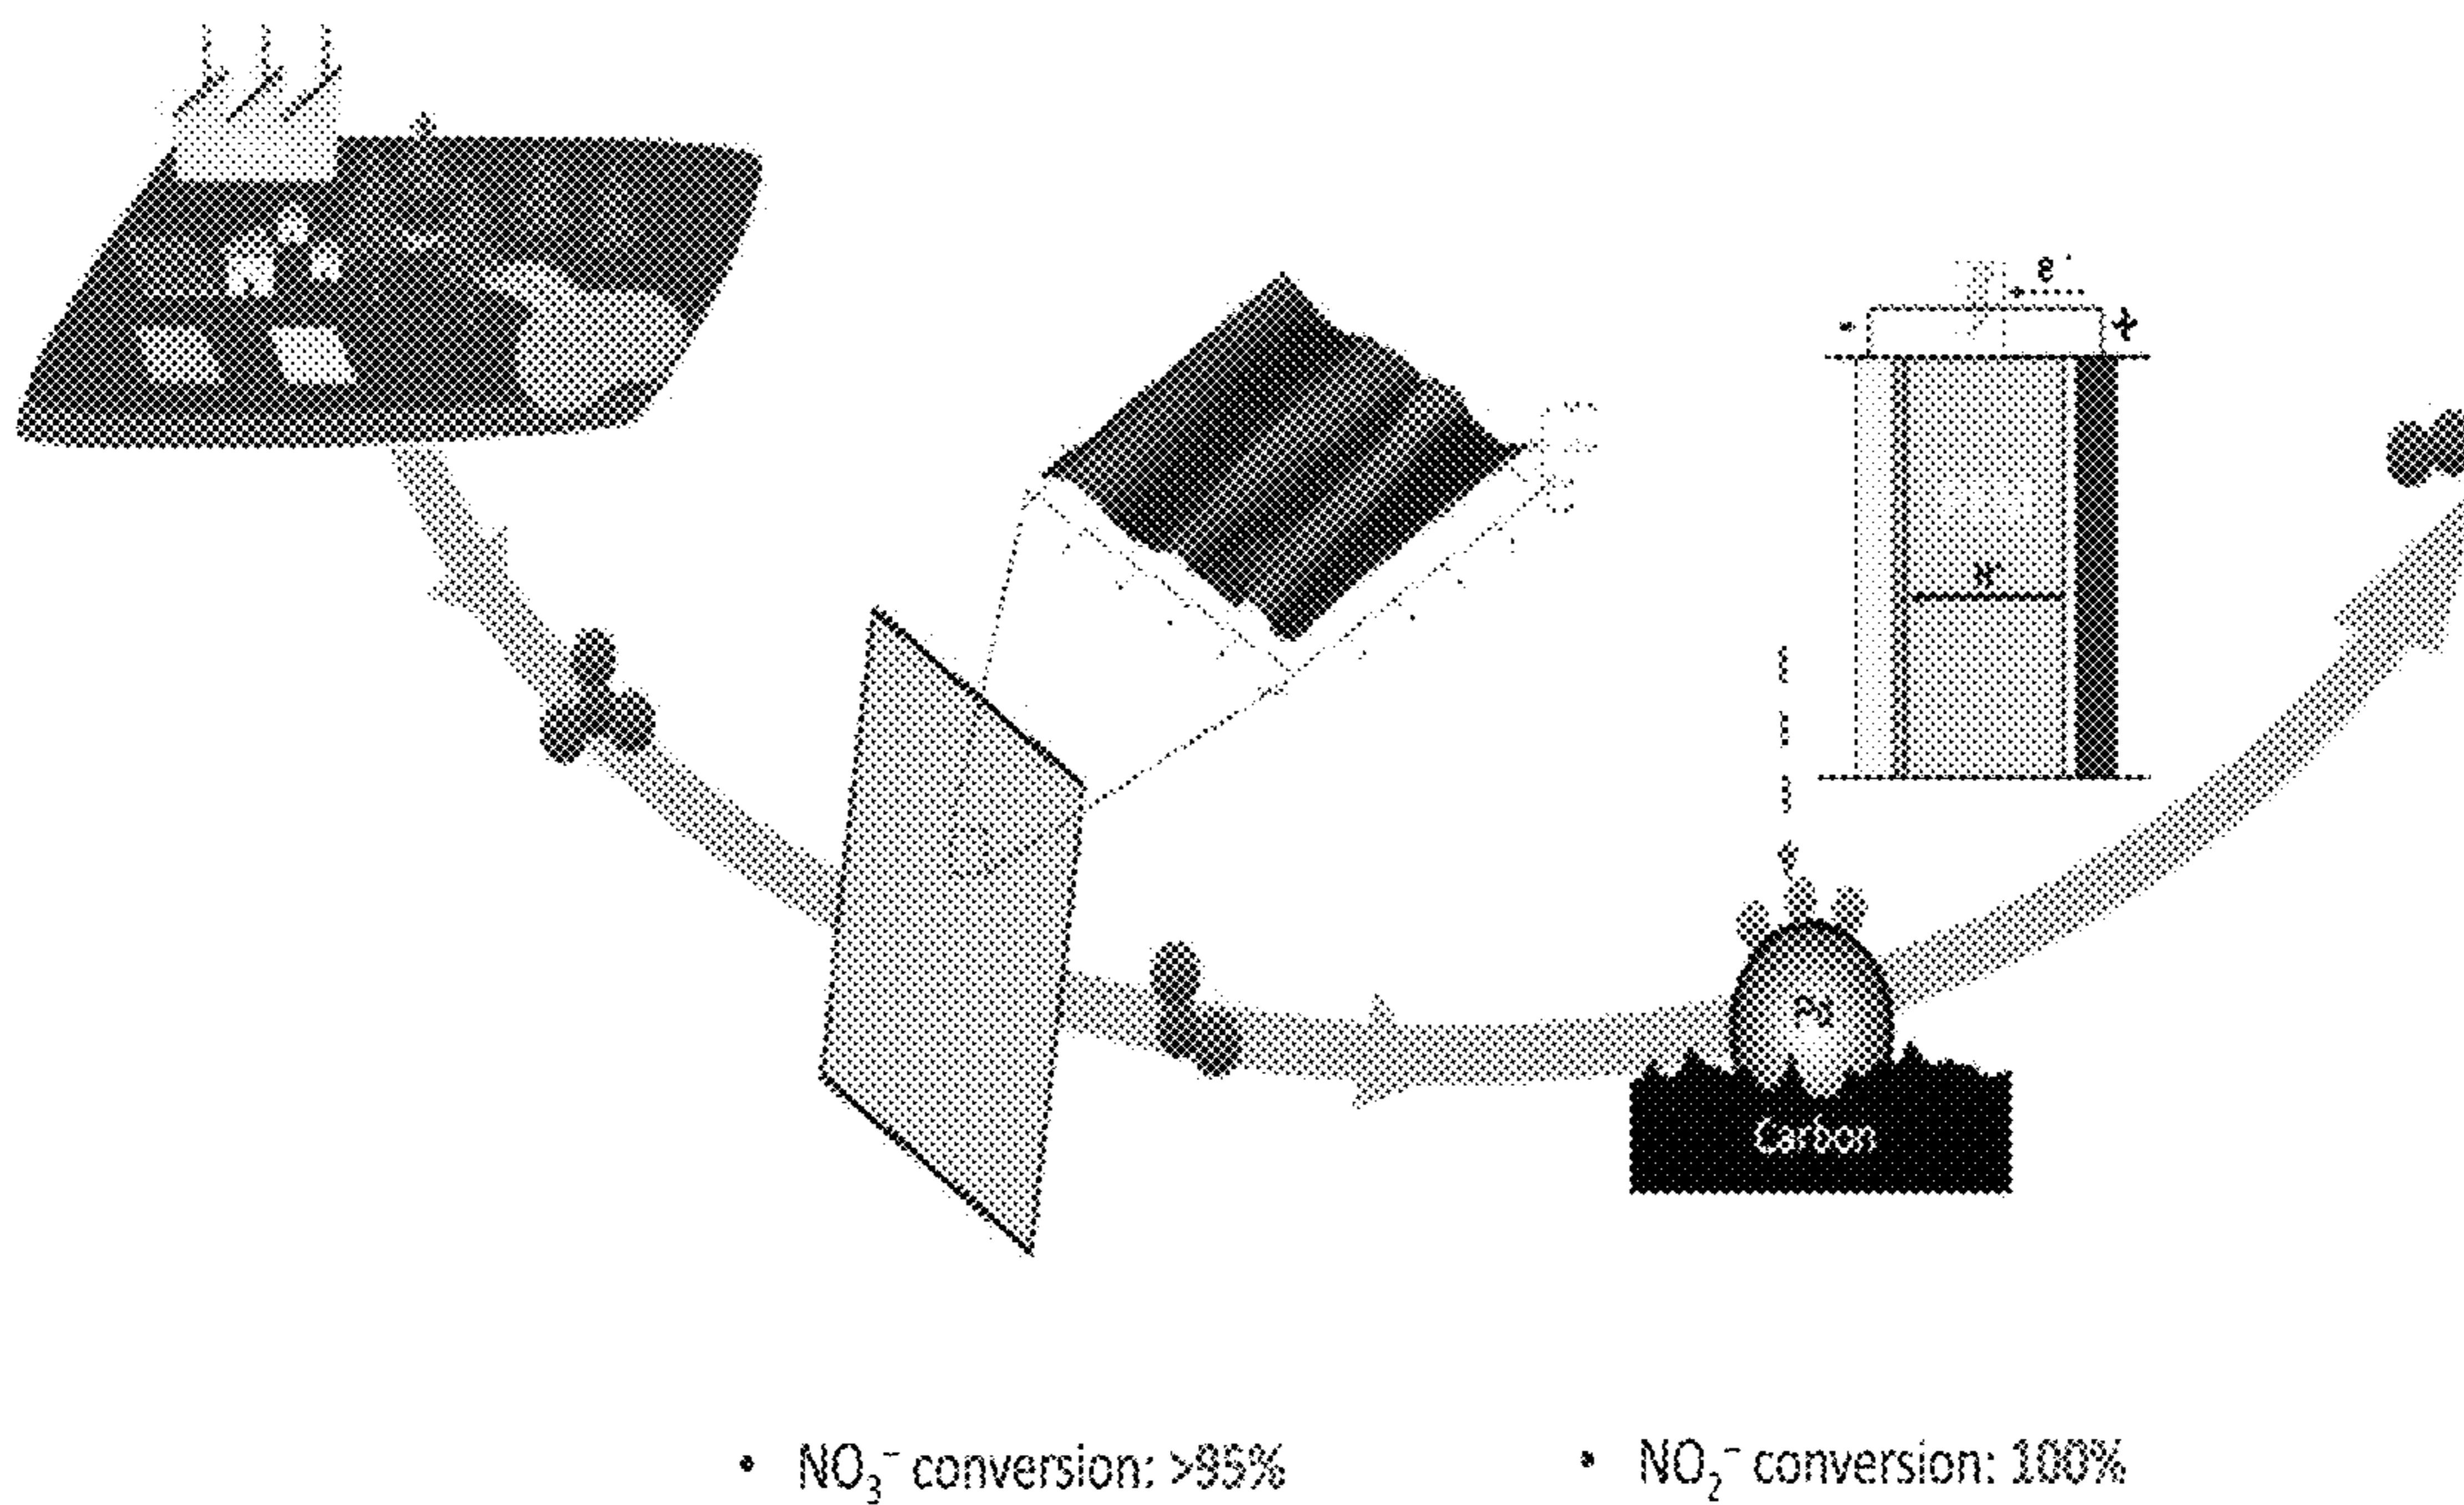 e⁻
- +
H⁺
Carbon
• NO₃⁻ conversion: >95%
• NO₂⁻ conversion: 100%